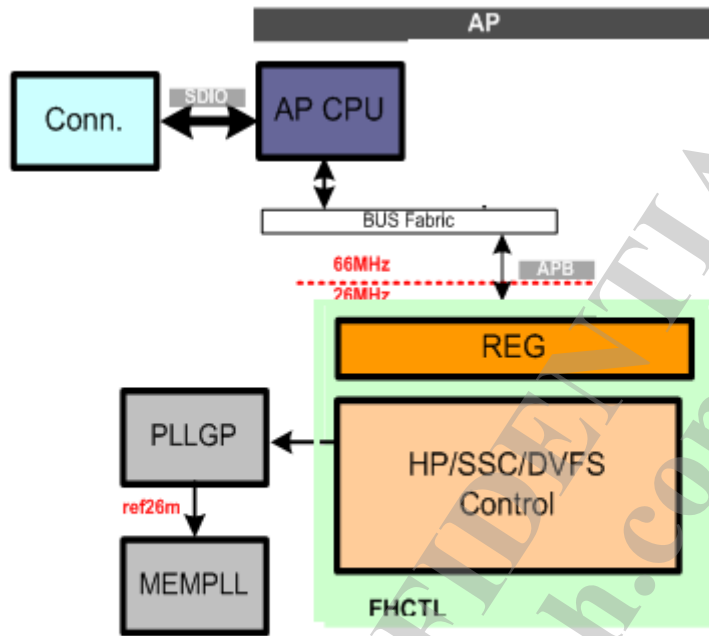 AP
SDIO
Conn.
AP CPU
BUS Fabric
66MHz
APB
26MHz
REG
PLLGP
HP/SSC/DVFS
Control
ref26m
MEMPLL
FHCTL